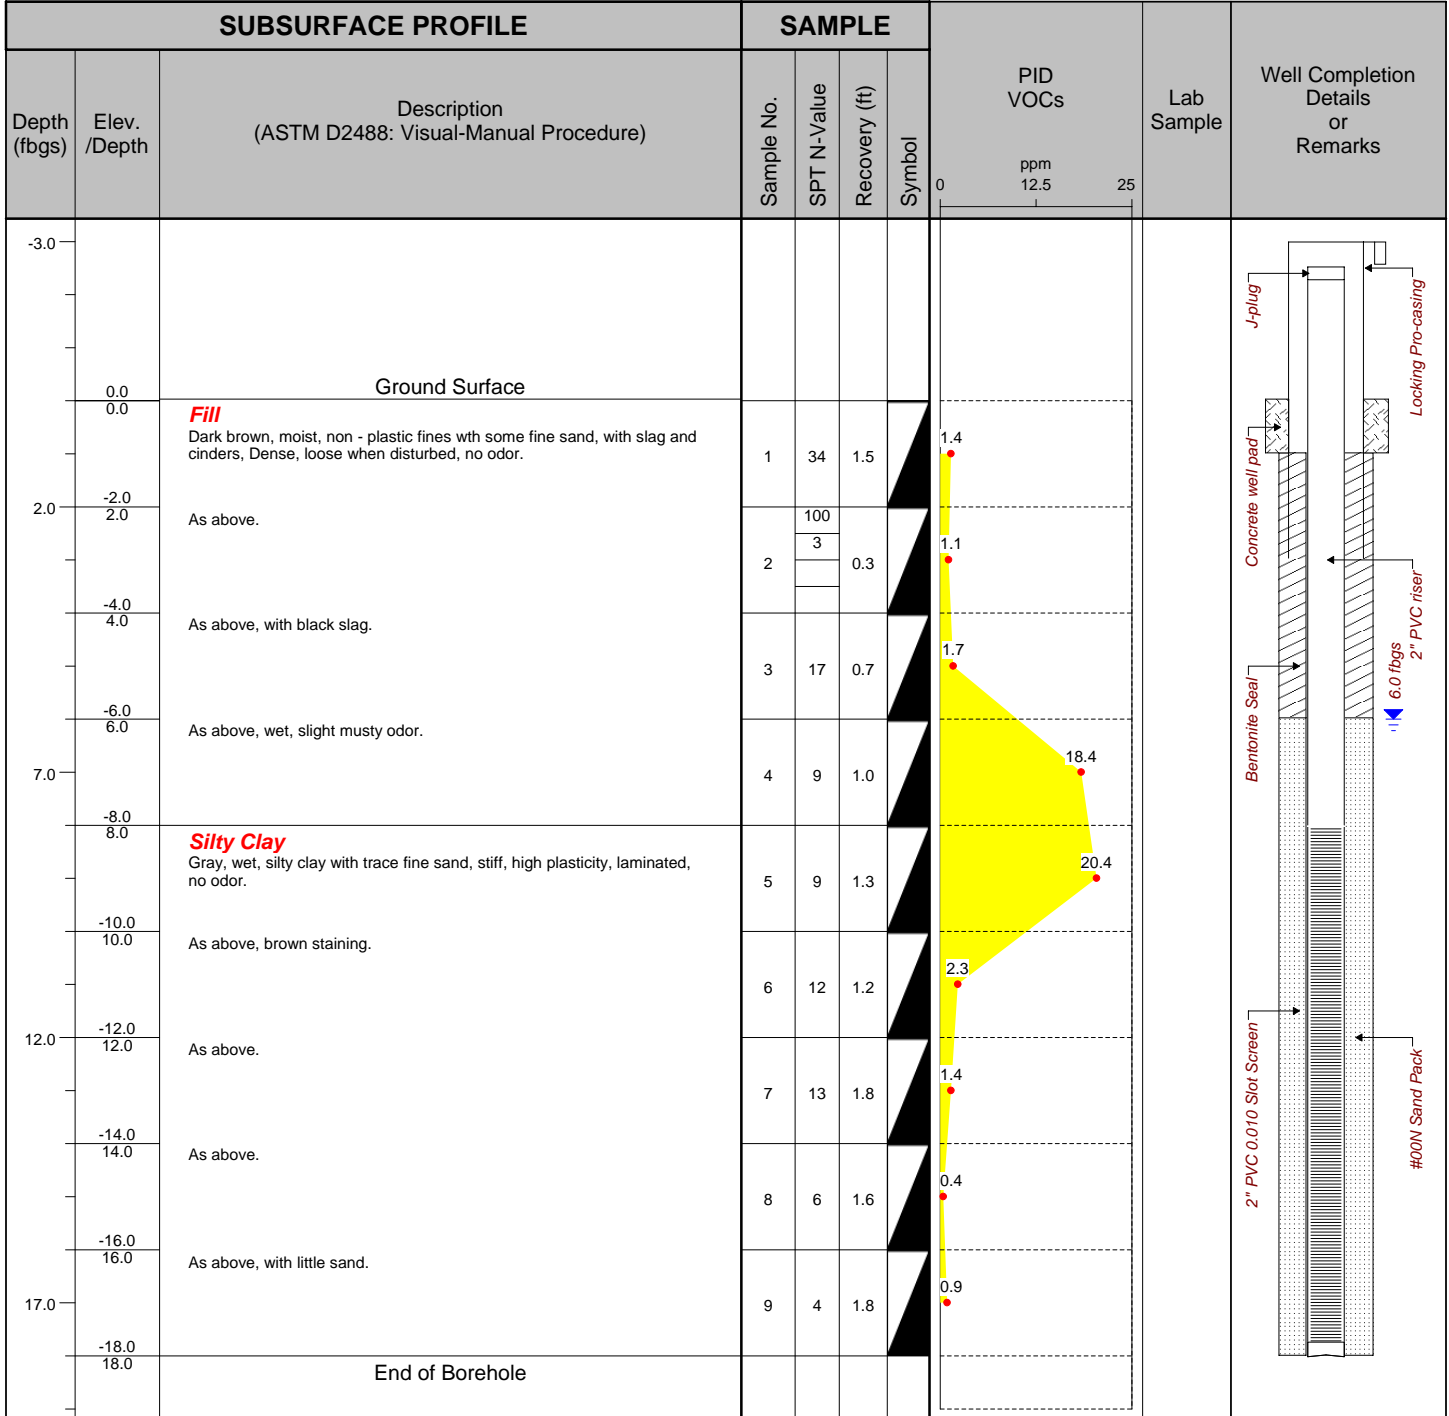 SUBSURFACE PROFILE
SAMPLE
Depth
(fbgs)
Elev.
/Depth
Description
(ASTM D2488: Visual-Manual Procedure)
Sample No.
SPT N-Value
Recovery (ft)
Symbol
PID
VOCs
ppm
0 12.5 25
Lab
Sample
Well Completion
Details
or
Remarks
-3.0
0.0
Ground Surface
0.0
Fill
Dark brown, moist, non - plastic fines wth some fine sand, with slag and
cinders, Dense, loose when disturbed, no odor.
1 34 1.5
1.4
-2.0
2.0
2.0
As above.
100
3
2 0.3
1.1
-4.0
4.0
As above, with black slag.
3 17 0.7
1.7
-6.0
6.0
As above, wet, slight musty odor.
7.0
4 9 1.0
18.4
-8.0
8.0
Silty Clay
Gray, wet, silty clay with trace fine sand, stiff, high plasticity, laminated,
no odor.
5 9 1.3
20.4
-10.0
10.0
As above, brown staining.
6 12 1.2
2.3
-12.0
12.0
12.0
As above.
7 13 1.8
1.4
-14.0
14.0
As above.
8 6 1.6
0.4
-16.0
16.0
As above, with little sand.
17.0
9 4 1.8
0.9
-18.0
18.0
End of Borehole
J-plug
Locking Pro-casing
Concrete well pad
2" PVC riser
Bentonite Seal
6.0 fbgs
2" PVC 0.010 Slot Screen
#00N Sand Pack